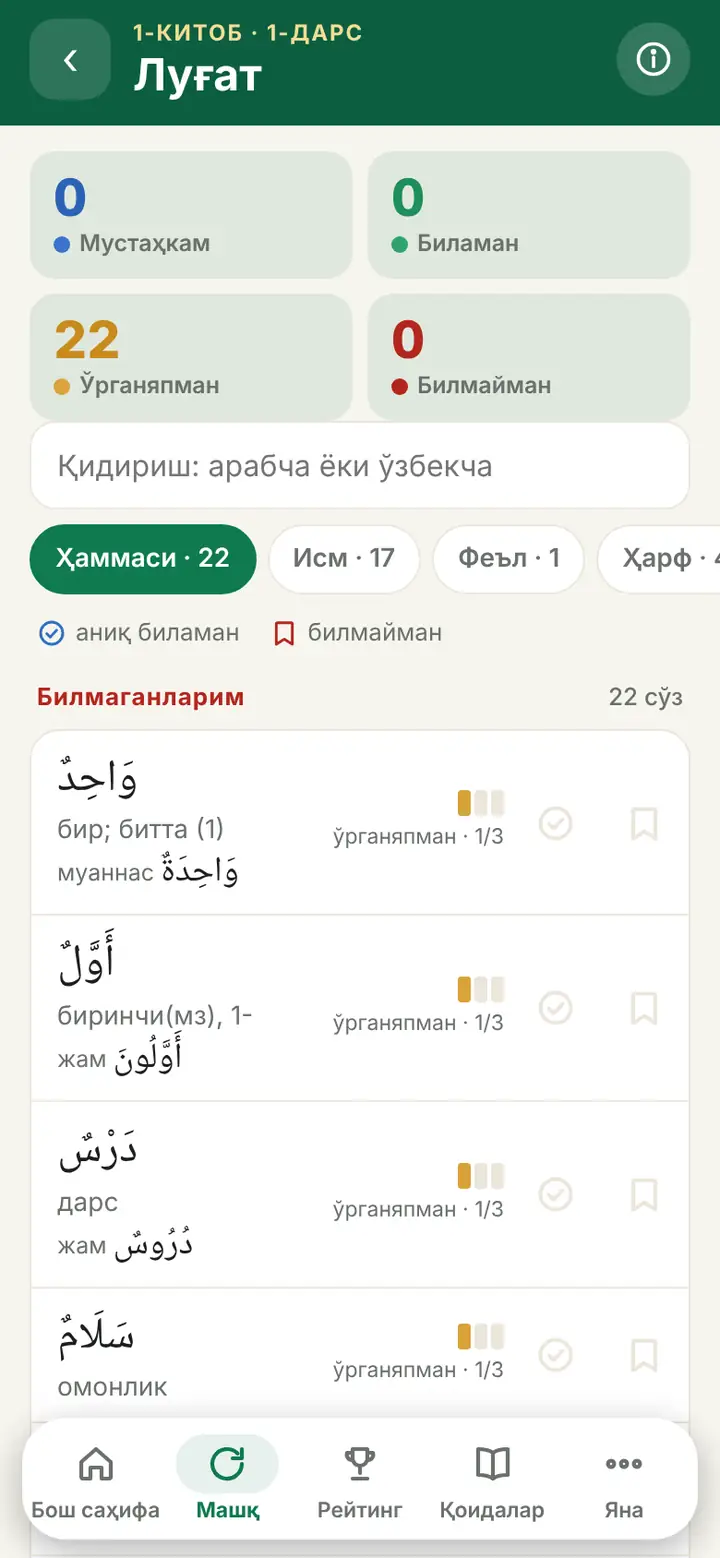 1-КИТОБ · 1-ДАРС
Луғат
0
Мустаҳкам
0
Биламан
22
Ўрганяпман
0
Билмайман
Қидириш: арабча ёки ўзбекча
Ҳаммаси · 22
Исм · 17
Феъл · 1
Ҳарф ·
аниқ биламан
билмайман
Билмаганларим
22 сўз
وَاحِدٌ
бир; битта (1)
муаннас وَاحِدَةٌ
ўрганяпман · 1/3
أَوَّلٌ
биринчи(мз), 1-
жам أَوَّلُونَ
ўрганяпман · 1/3
دَرْسٌ
дарс
жам دُرُوسٌ
ўрганяпман · 1/3
سَلَامٌ
омонлик
ўрганяпман · 1/3
Бош саҳифа
Машқ
Рейтинг
Қоидалар
Яна